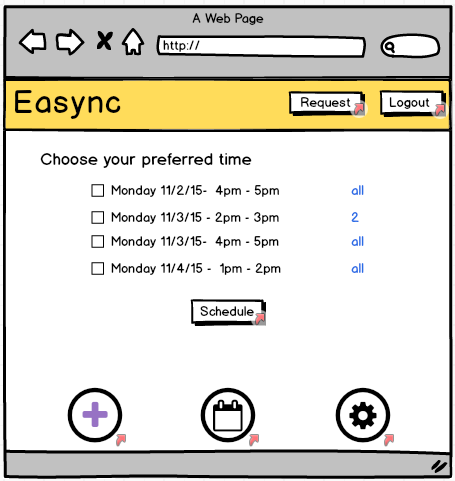 A Web Page
http://
Easync
Request
Logout
Choose your preferred time
Monday 11/2/15- 4pm - 5pm all
Monday 11/3/15 - 2pm - 3pm 2
Monday 11/3/15- 4pm - 5pm all
Monday 11/4/15 - 1pm - 2pm all
Schedule